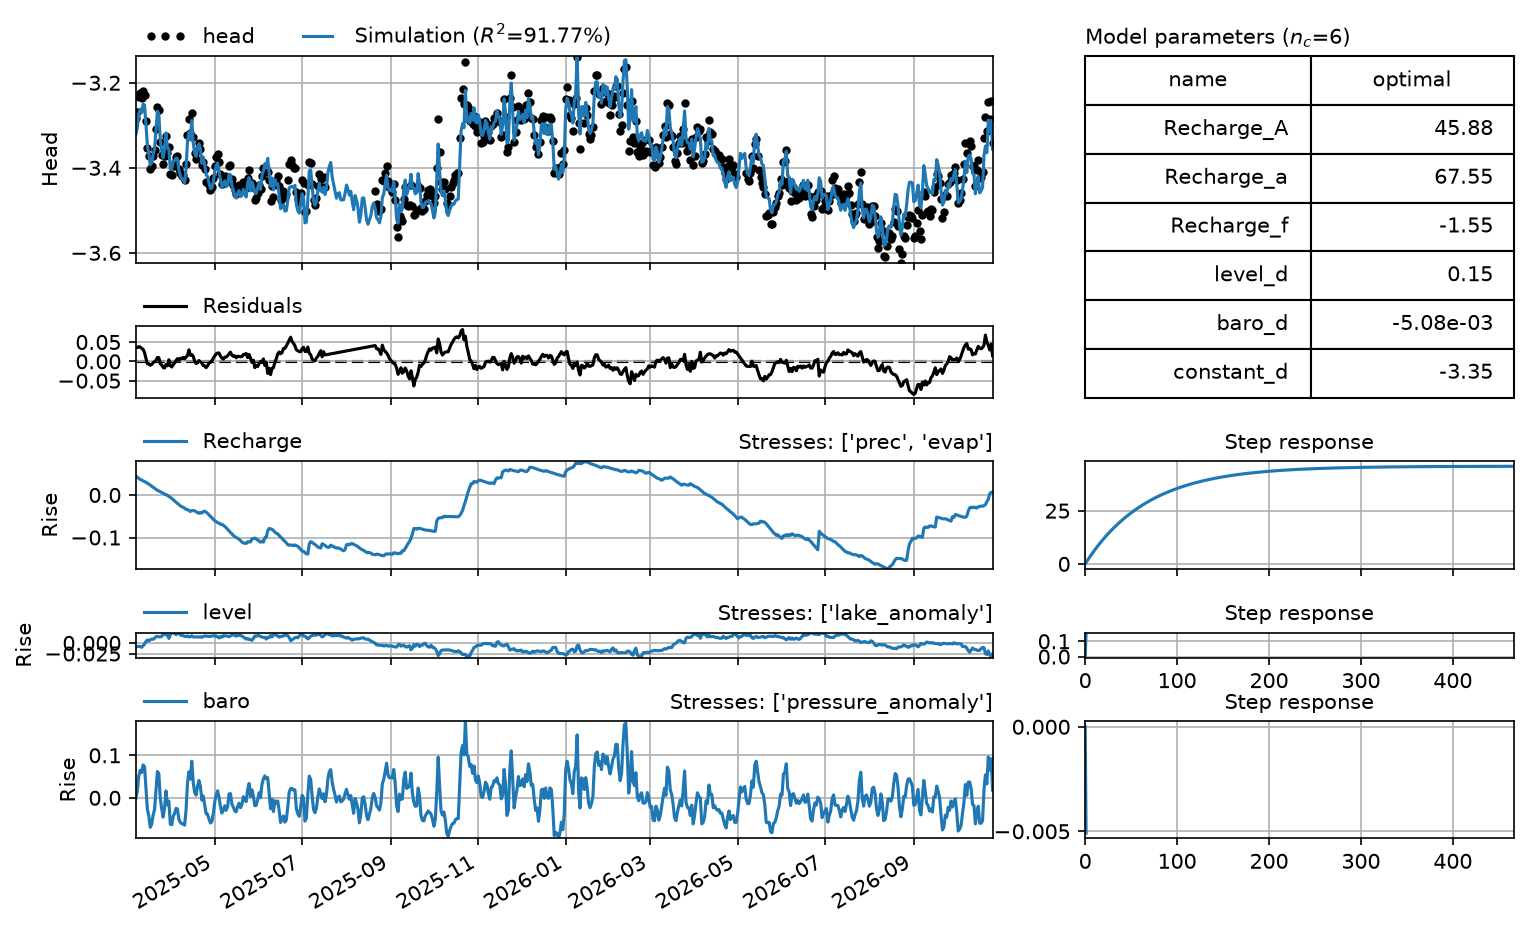 head Simulation (R²=91.77%)
Model parameters (n_c=6)
Head
−3.2
−3.4
−3.6
name optimal
Recharge_A 45.88
Recharge_a 67.55
Recharge_f -1.55
level_d 0.15
baro_d -5.08e-03
constant_d -3.35
Residuals
0.05
0.00
−0.05
Recharge Stresses: ['prec', 'evap']
Rise
0.0
−0.1
Step response
25
0
level Stresses: ['lake_anomaly']
Rise
0.000
−0.025
Step response
0.1
0.0
0 100 200 300 400
baro Stresses: ['pressure_anomaly']
Rise
0.1
0.0
Step response
0.000
−0.005
0 100 200 300 400
2025-05 2025-07 2025-09 2025-11 2026-01 2026-03 2026-05 2026-07 2026-09